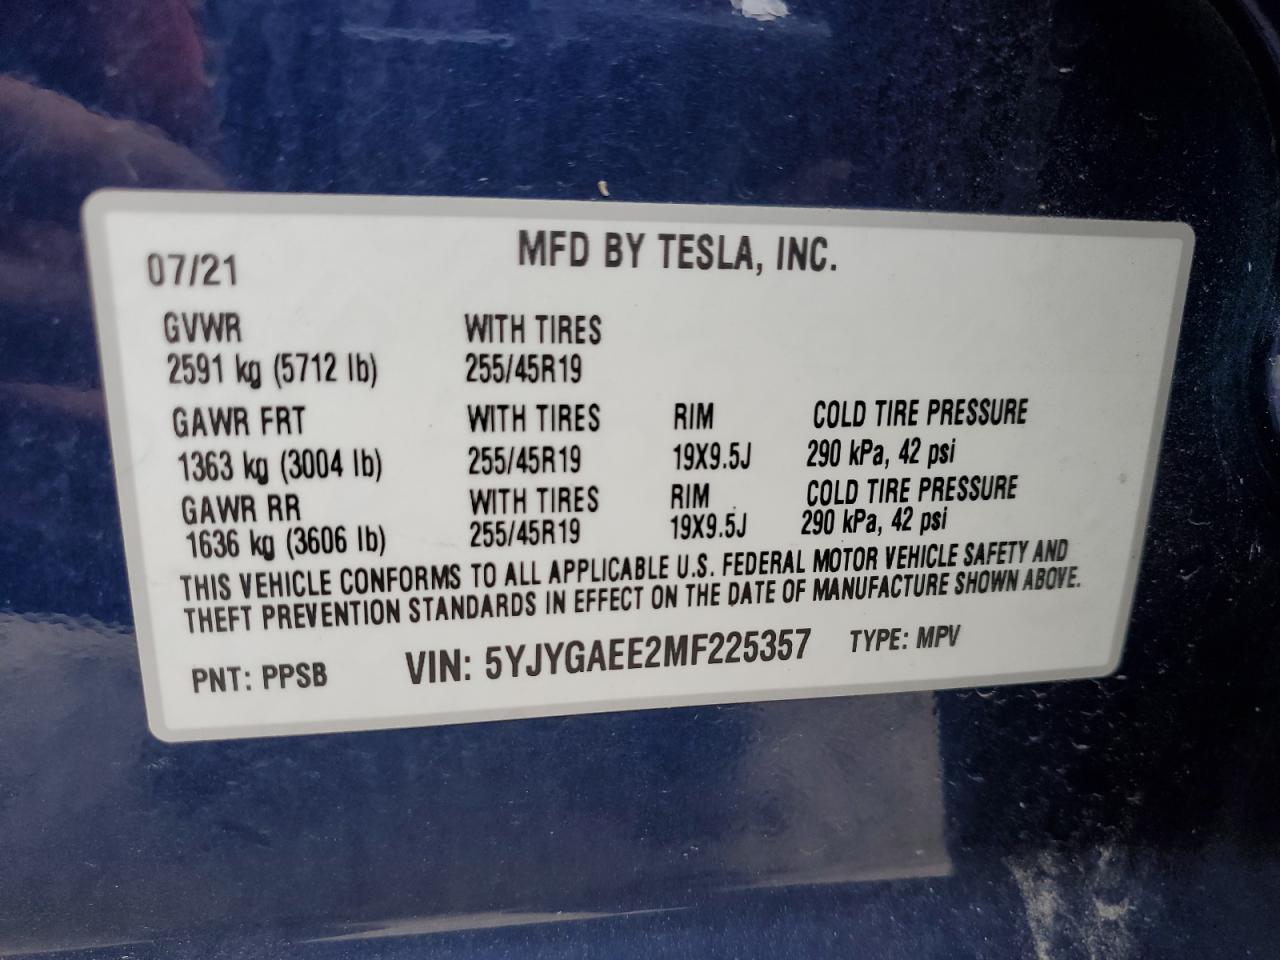 07/21 MFD BY TESLA, INC.
GVWR WITH TIRES
2591 kg (5712 lb) 255/45R19
GAWR FRT WITH TIRES RIM COLD TIRE PRESSURE
1363 kg (3004 lb) 255/45R19 19X9.5J 290 kPa, 42 psi
GAWR RR WITH TIRES RIM COLD TIRE PRESSURE
1636 kg (3606 lb) 255/45R19 19X9.5J 290 kPa, 42 psi
THIS VEHICLE CONFORMS TO ALL APPLICABLE U.S. FEDERAL MOTOR VEHICLE SAFETY AND
THEFT PREVENTION STANDARDS IN EFFECT ON THE DATE OF MANUFACTURE SHOWN ABOVE.
PNT: PPSB VIN: 5YJYGAEE2MF225357 TYPE: MPV